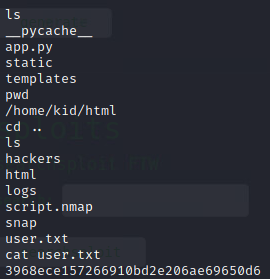 ls
__pycache__
app.py
static
templates
pwd
/home/kid/html
cd ..
ls
hackers
html
logs
script.nmap
snap
user.txt
cat user.txt
3968ece157266910bd2e206ae69650d6